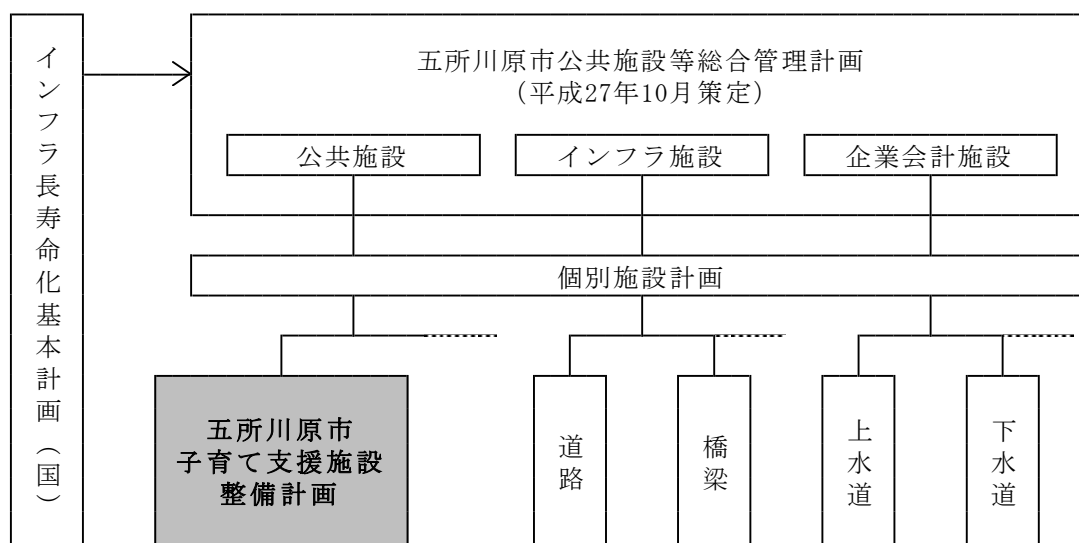 インフラ長寿命化基本計画（国）
五所川原市公共施設等総合管理計画
（平成27年10月策定）
公共施設
インフラ施設
企業会計施設
個別施設計画
五所川原市
子育て支援施設
整備計画
道路
橋梁
上水道
下水道